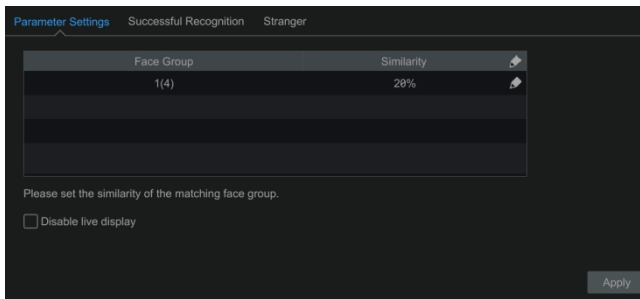 Parameter Settings Successful Recognition Stranger
Face Group Similarity
1(4) 20%
Please set the similarity of the matching face group.
Disable live display
Apply